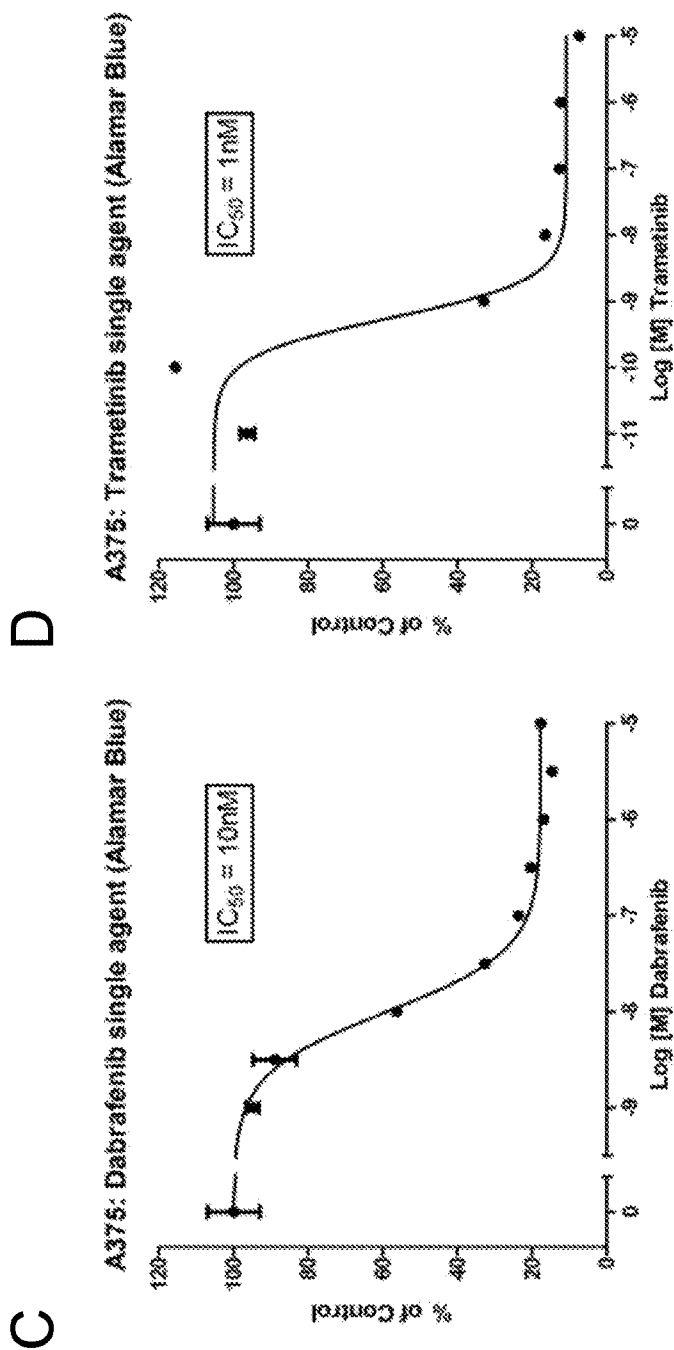 C
A375: Dabrafenib single agent (Alamar Blue)
IC50 = 10nM
120
100
80
60
40
20
0
% of Control
0
-9
-8
-7
-6
-5
Log [M] Dabrafenib
D
A375: Trametinib single agent (Alamar Blue)
IC50 = 1nM
120
100
80
60
40
20
0
% of Control
0
-11
-10
-9
-8
-7
-6
-5
Log [M] Trametinib